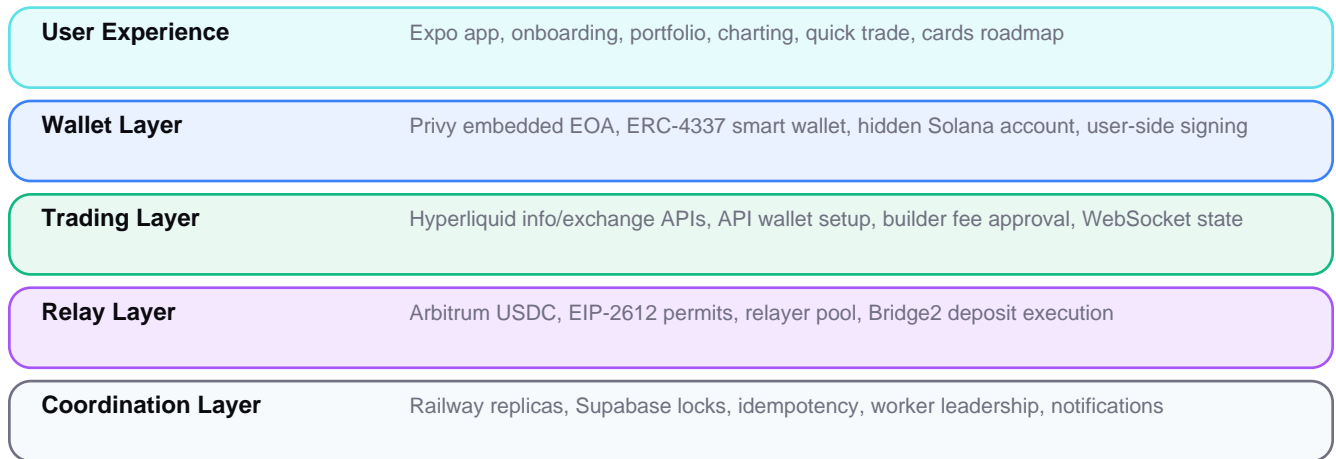 User Experience
Expo app, onboarding, portfolio, charting, quick trade, cards roadmap
Wallet Layer
Privy embedded EOA, ERC-4337 smart wallet, hidden Solana account, user-side signing
Trading Layer
Hyperliquid info/exchange APIs, API wallet setup, builder fee approval, WebSocket state
Relay Layer
Arbitrum USDC, EIP-2612 permits, relayer pool, Bridge2 deposit execution
Coordination Layer
Railway replicas, Supabase locks, idempotency, worker leadership, notifications